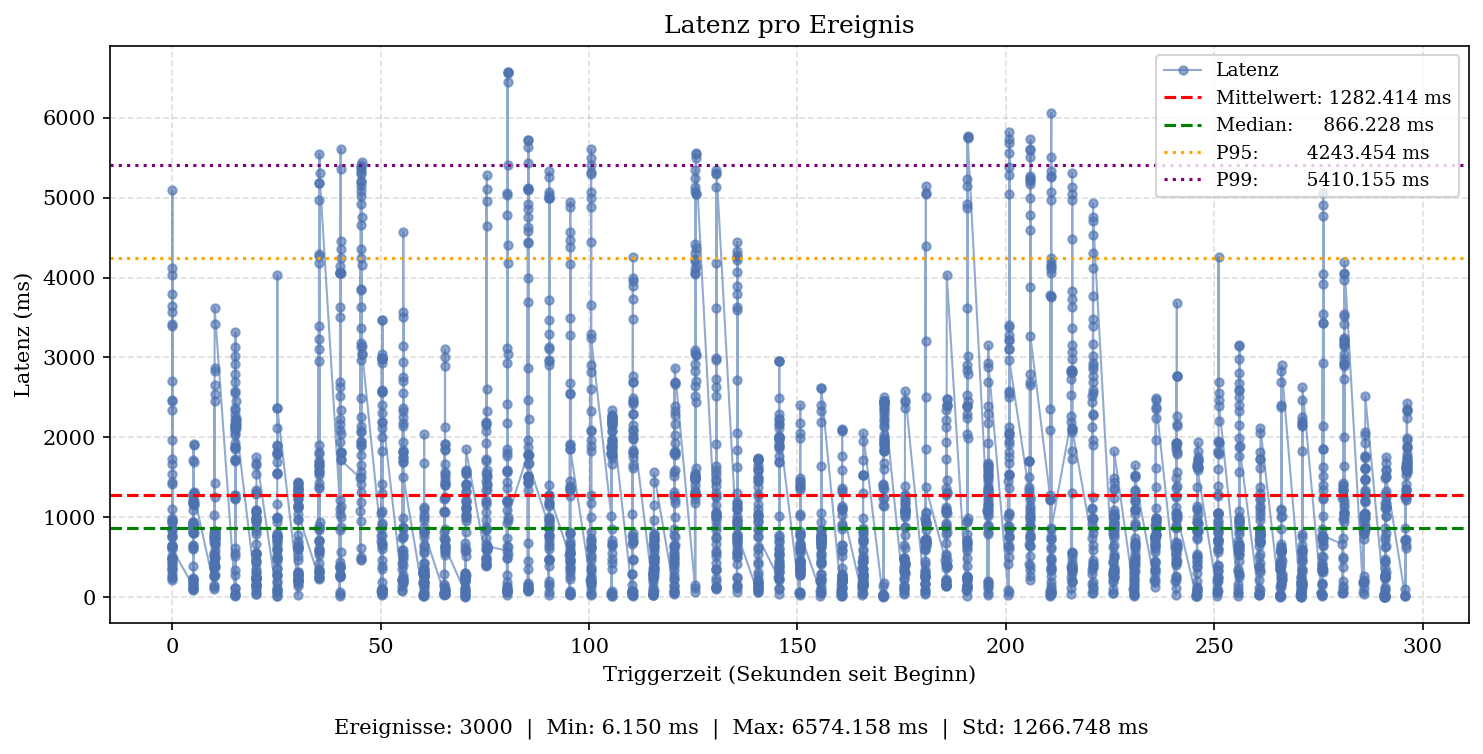 Latenz pro Ereignis
Latenz (ms)
6000
5000
4000
3000
2000
1000
0
Latenz
Mittelwert: 1282.414 ms
Median: 866.228 ms
P95: 4243.454 ms
P99: 5410.155 ms
0 50 100 150 200 250 300
Triggerzeit (Sekunden seit Beginn)
Ereignisse: 3000 | Min: 6.150 ms | Max: 6574.158 ms | Std: 1266.748 ms